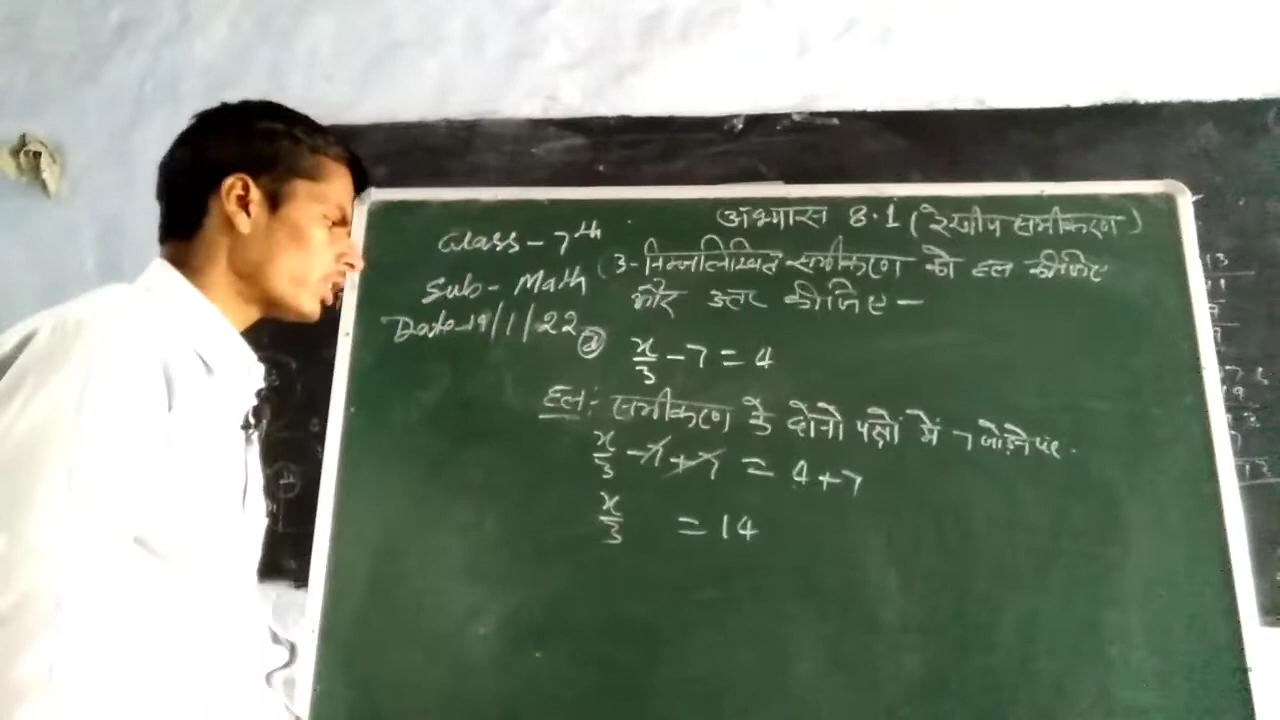 अभ्यास 8.1 (रेखीय समीकरण)
Class - 7th
Sub - Math
Date - 19/1/22
3 - निम्नलिखित समीकरण को हल कीजिए
और उत्तर कीजिए -
x/3 - 7 = 4
हल : समीकरण के दोनों पक्षों में 7 जोड़ने पर.
x/3 - 7 + 7 = 4 + 7
x/3 = 14